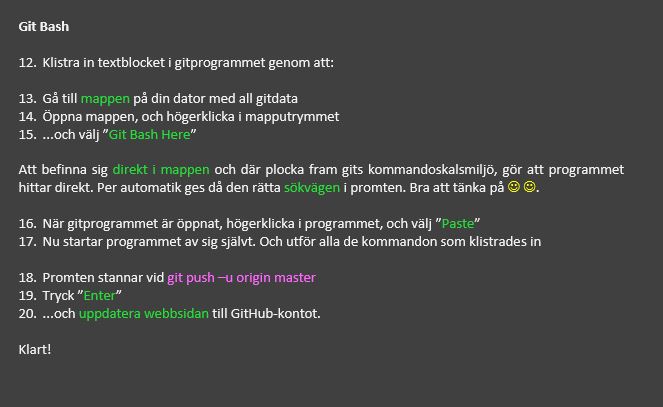 Git Bash
12. Klistra in textblocket i gitprogrammet genom att:
13. Gå till mappen på din dator med all gitdata
14. Öppna mappen, och högerklicka i mapputrymmet
15. ...och välj ”Git Bash Here”
Att befinna sig direkt i mappen och där plocka fram gits kommandoskalsmiljö, gör att programmet
hittar direkt. Per automatik ges då den rätta sökvägen i promten. Bra att tänka på ☺ ☺.
16. När gitprogrammet är öppnat, högerklicka i programmet, och välj ”Paste”
17. Nu startar programmet av sig självt. Och utför alla de kommandon som klistrades in
18. Promten stannar vid git push –u origin master
19. Tryck ”Enter”
20. ...och uppdatera webbsidan till GitHub-kontot.
Klart!